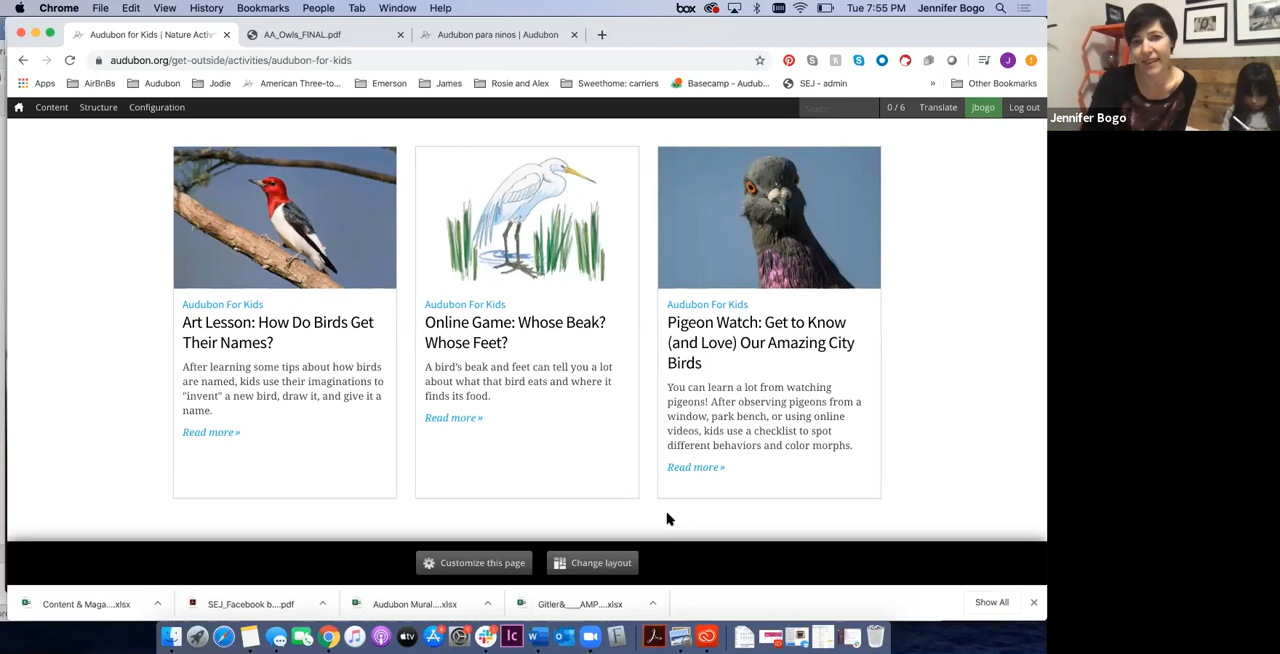 Chrome File Edit View History Bookmarks People Tab Window Help box Tue 7:55 PM Jennifer Bogo
Audubon for Kids | Nature Activ AA_Owls_FINAL.pdf Audubon para ninos | Audubon
audubon.org/get-outside/activities/audubon-for-kids J
Apps AirBnBs Audubon Jodie American Three-to... Emerson James Rosie and Alex Sweethome: carriers Basecamp - Audub... SEJ - admin » Other Bookmarks
Content Structure Configuration 0 / 6 Translate jbogo Log out
Jennifer Bogo
Audubon For Kids
Art Lesson: How Do Birds Get
Their Names?
After learning some tips about how birds
are named, kids use their imaginations to
"invent" a new bird, draw it, and give it a
name.
Read more »
Audubon For Kids
Online Game: Whose Beak?
Whose Feet?
A bird's beak and feet can tell you a lot
about what that bird eats and where it
finds its food.
Read more »
Audubon For Kids
Pigeon Watch: Get to Know
(and Love) Our Amazing City
Birds
You can learn a lot from watching
pigeons! After observing pigeons from a
window, park bench, or using online
videos, kids use a checklist to spot
different behaviors and color morphs.
Read more »
Customize this page Change layout
Content & Maga....xlsx SEJ_Facebook b....pdf Audubon Mural....xlsx Gitler&___AMP....xlsx Show All
tv Ic